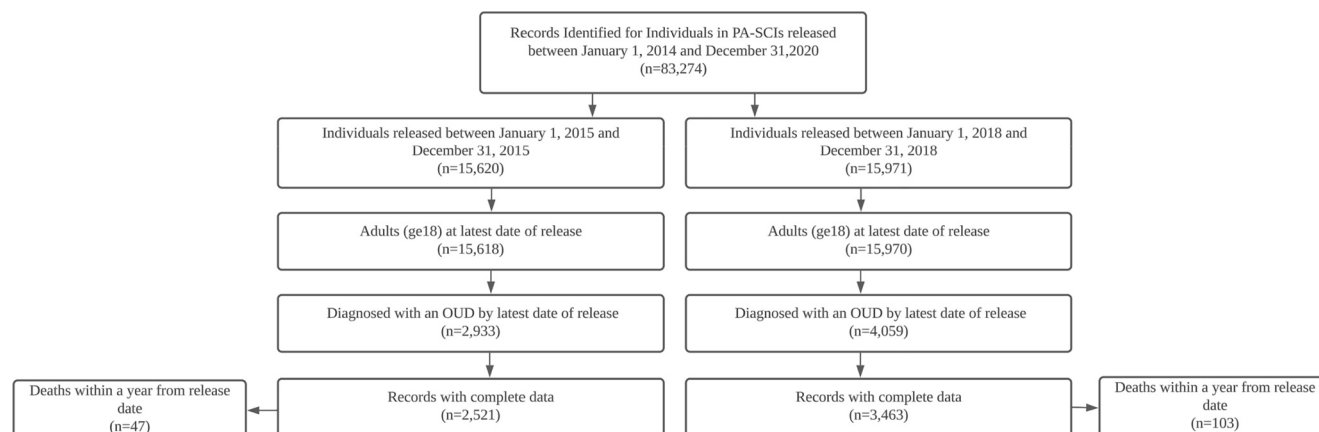 Records Identified for Individuals in PA-SCIs released
between January 1, 2014 and December 31,2020
(n=83,274)
Individuals released between January 1, 2015 and
December 31, 2015
(n=15,620)
Individuals released between January 1, 2018 and
December 31, 2018
(n=15,971)
Adults (ge18) at latest date of release
(n=15,618)
Adults (ge18) at latest date of release
(n=15,970)
Diagnosed with an OUD by latest date of release
(n=2,933)
Diagnosed with an OUD by latest date of release
(n=4,059)
Deaths within a year from release
date
(n=47)
Records with complete data
(n=2,521)
Records with complete data
(n=3,463)
Deaths within a year from release
date
(n=103)